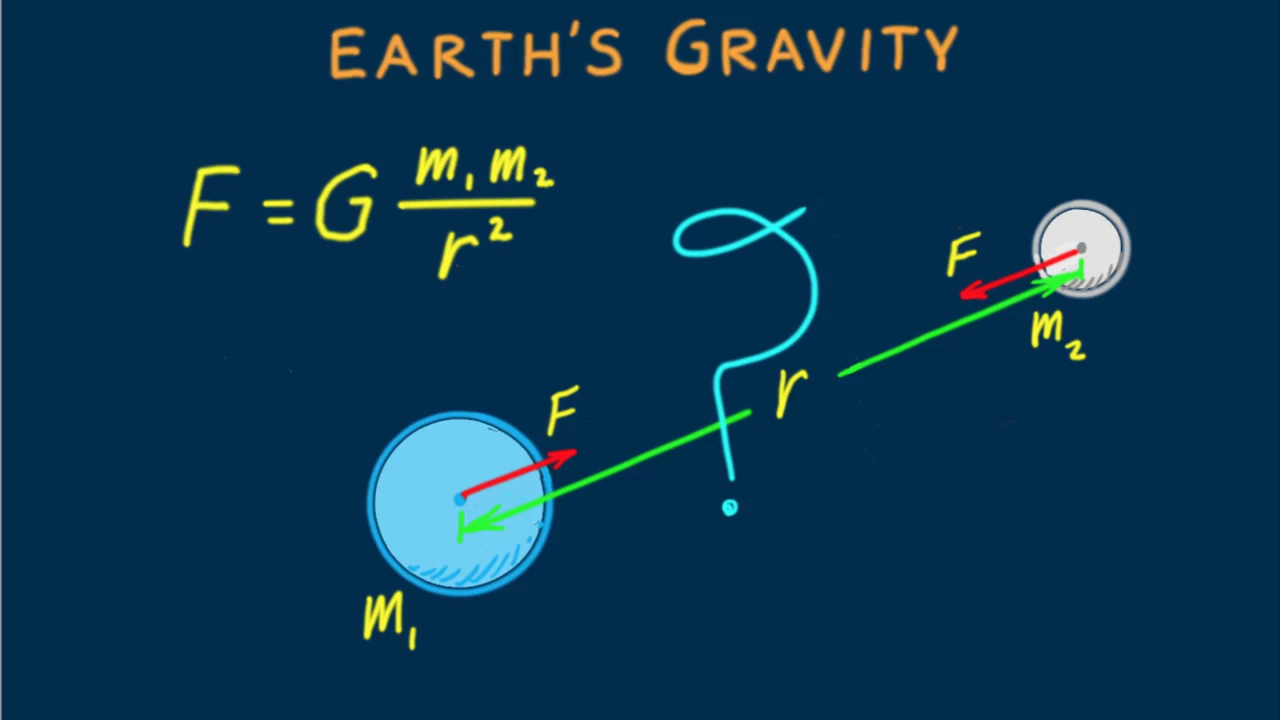 EARTH'S GRAVITY
F = G m₁ m₂ / r²
F
m₂
r
F
m₁
?